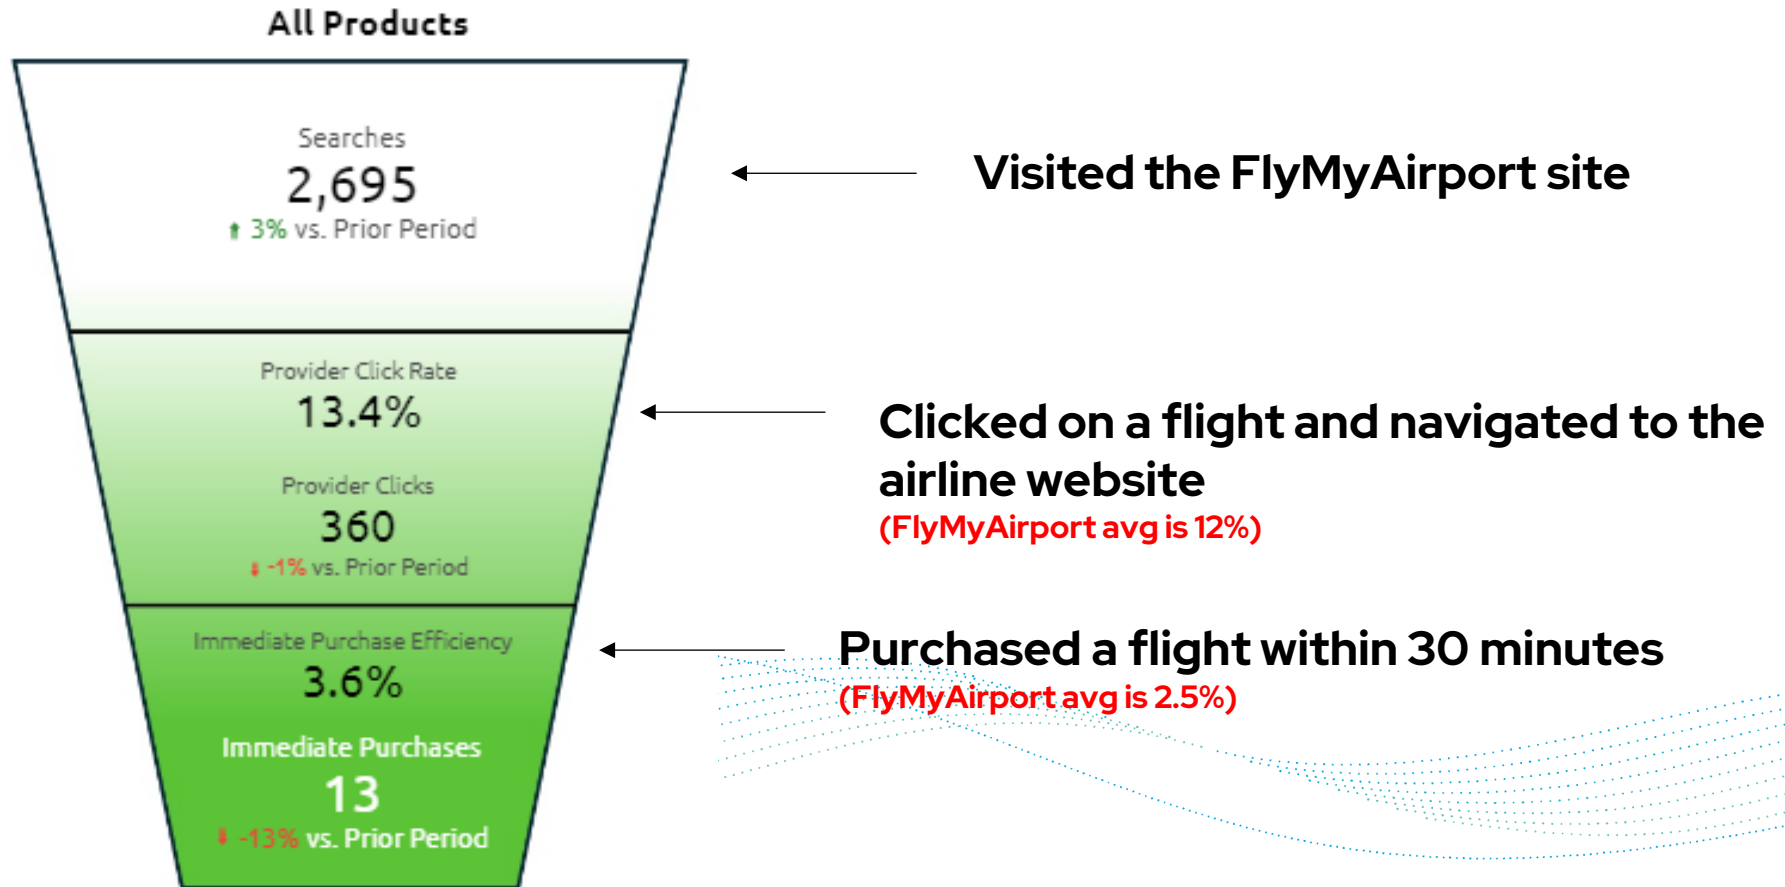 All Products
Searches
2,695
⬆ 3% vs. Prior Period
Visited the FlyMyAirport site
Provider Click Rate
13.4%
Provider Clicks
360
⬇ -1% vs. Prior Period
Clicked on a flight and navigated to the
airline website
(FlyMyAirport avg is 12%)
Immediate Purchase Efficiency
3.6%
Immediate Purchases
13
⬇ -13% vs. Prior Period
Purchased a flight within 30 minutes
(FlyMyAirport avg is 2.5%)